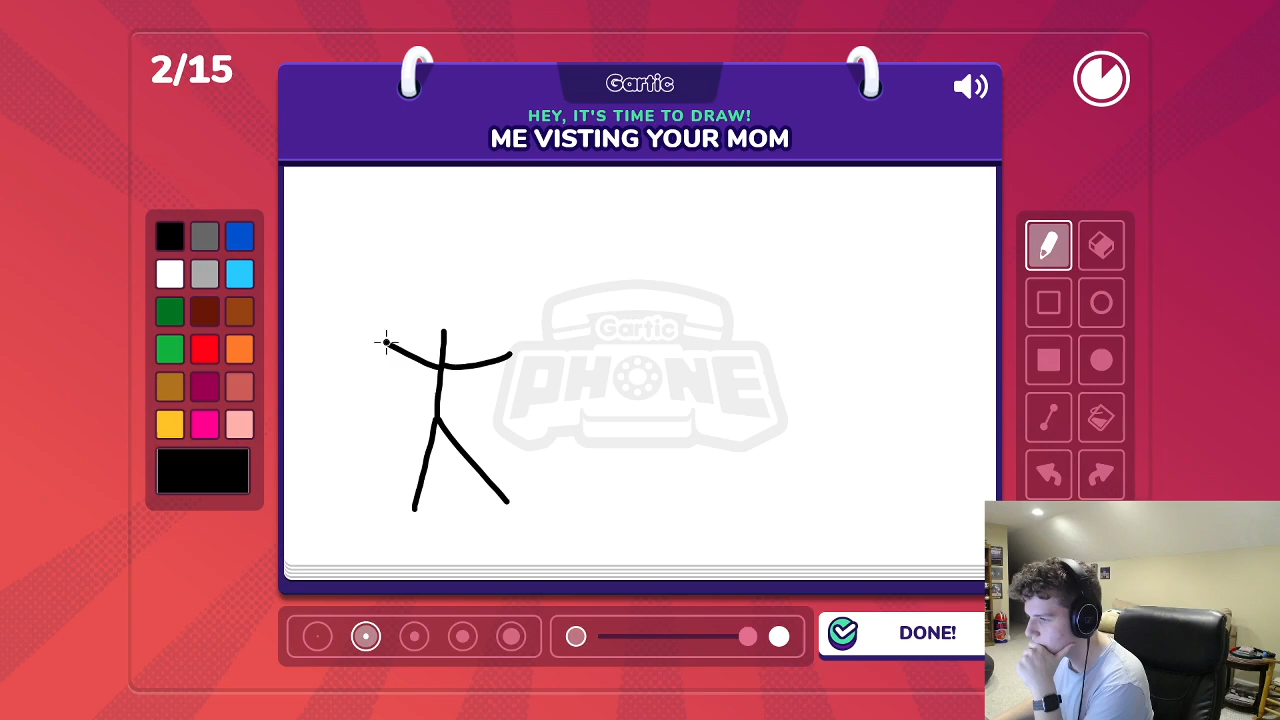 2/15
Gartic
HEY, IT'S TIME TO DRAW!
ME VISTING YOUR MOM
Gartic
PHONE
DONE!